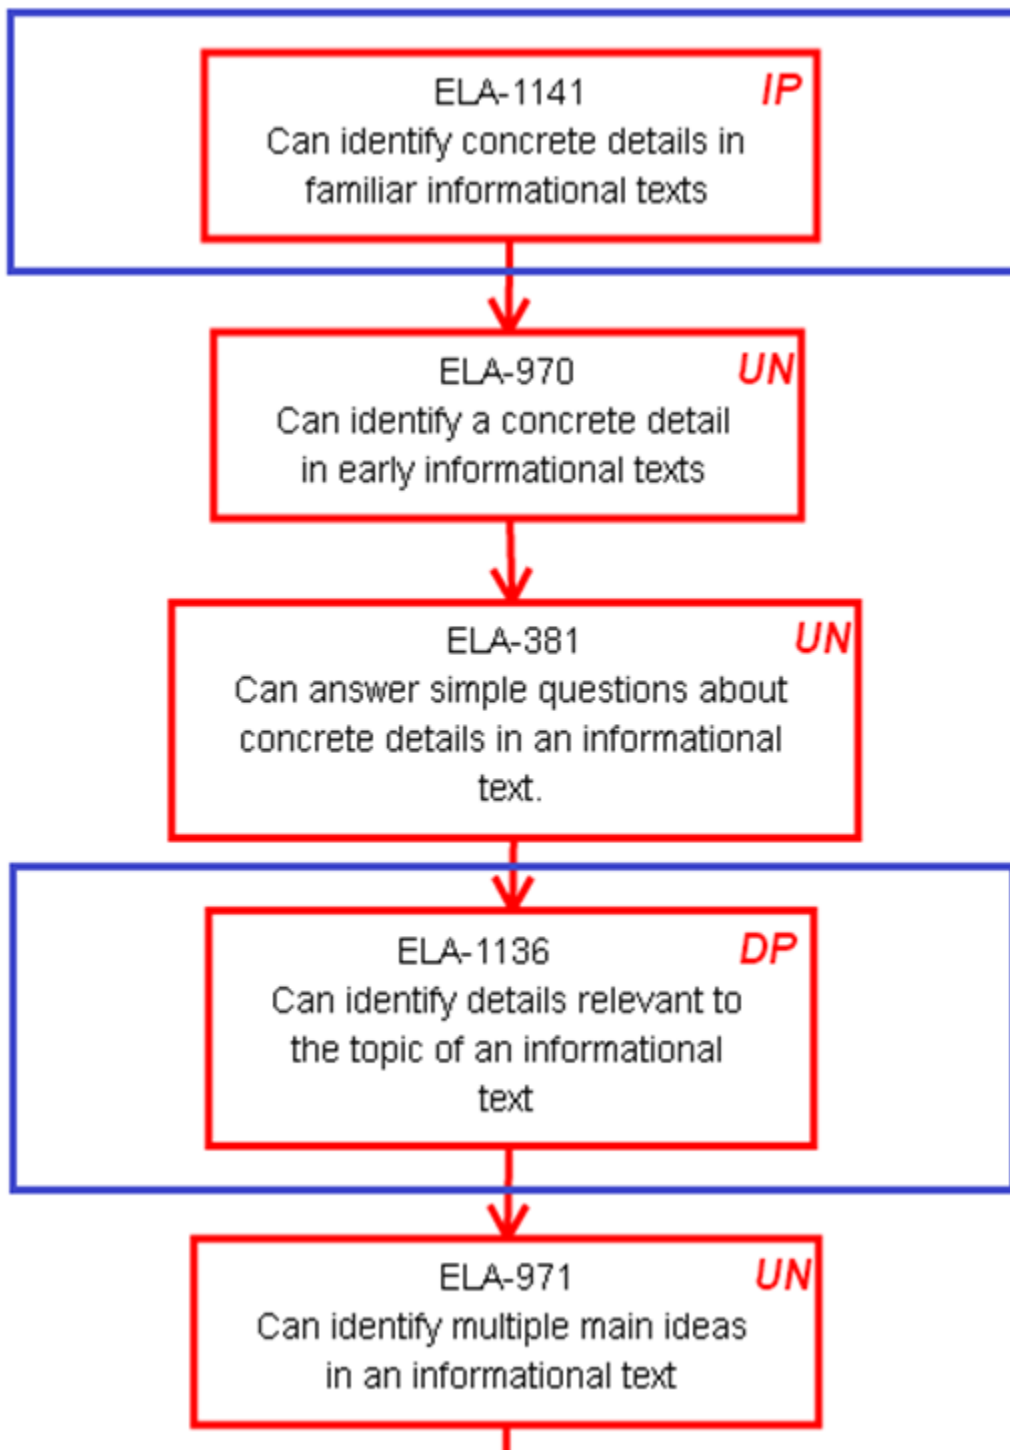 ELA-1141 IP
Can identify concrete details in
familiar informational texts
ELA-970 UN
Can identify a concrete detail
in early informational texts
ELA-381 UN
Can answer simple questions about
concrete details in an informational
text.
ELA-1136 DP
Can identify details relevant to
the topic of an informational
text
ELA-971 UN
Can identify multiple main ideas
in an informational text